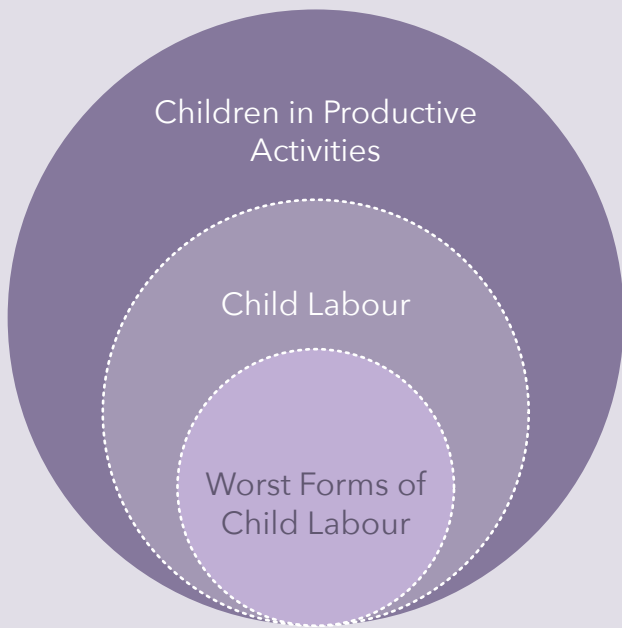 Children in Productive
Activities
Child Labour
Worst Forms of
Child Labour